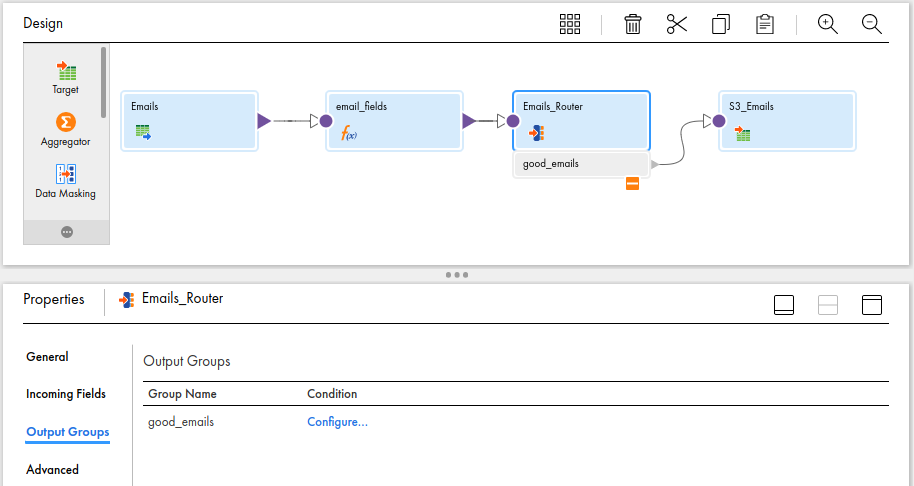 Design
Target
Aggregator
Data Masking
Emails
email_fields
f(x)
Emails_Router
good_emails
S3_Emails
Properties
Emails_Router
General
Incoming Fields
Output Groups
Advanced
Output Groups
Group Name Condition
good_emails Configure...